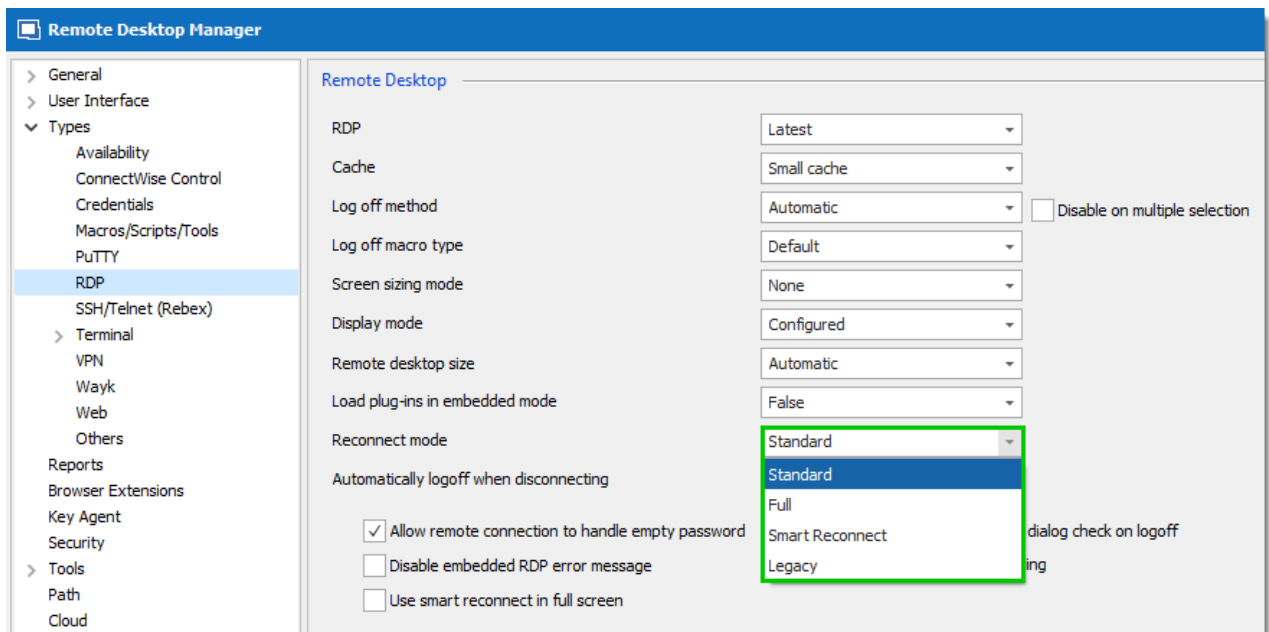 Remote Desktop Manager
General
User Interface
Types
Availability
ConnectWise Control
Credentials
Macros/Scripts/Tools
PuTTY
RDP
SSH/Telnet (Rebex)
Terminal
VPN
Wayk
Web
Others
Reports
Browser Extensions
Key Agent
Security
Tools
Path
Cloud
Remote Desktop
RDP Latest
Cache Small cache
Log off method Automatic Disable on multiple selection
Log off macro type Default
Screen sizing mode None
Display mode Configured
Remote desktop size Automatic
Load plug-ins in embedded mode False
Reconnect mode Standard
Standard
Full
Smart Reconnect
Legacy
Automatically logoff when disconnecting
Allow remote connection to handle empty password dialog check on logoff
Disable embedded RDP error message ing
Use smart reconnect in full screen